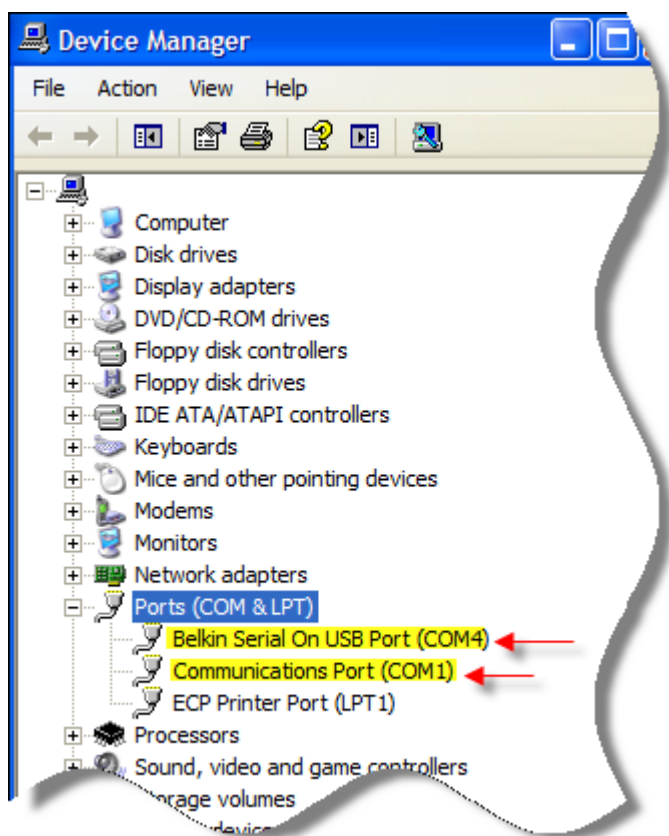 Device Manager
File Action View Help
Computer
Disk drives
Display adapters
DVD/CD-ROM drives
Floppy disk controllers
Floppy disk drives
IDE ATA/ATAPI controllers
Keyboards
Mice and other pointing devices
Modems
Monitors
Network adapters
Ports (COM & LPT)
Belkin Serial On USB Port (COM4)
Communications Port (COM1)
ECP Printer Port (LPT1)
Processors
Sound, video and game controllers
volumes